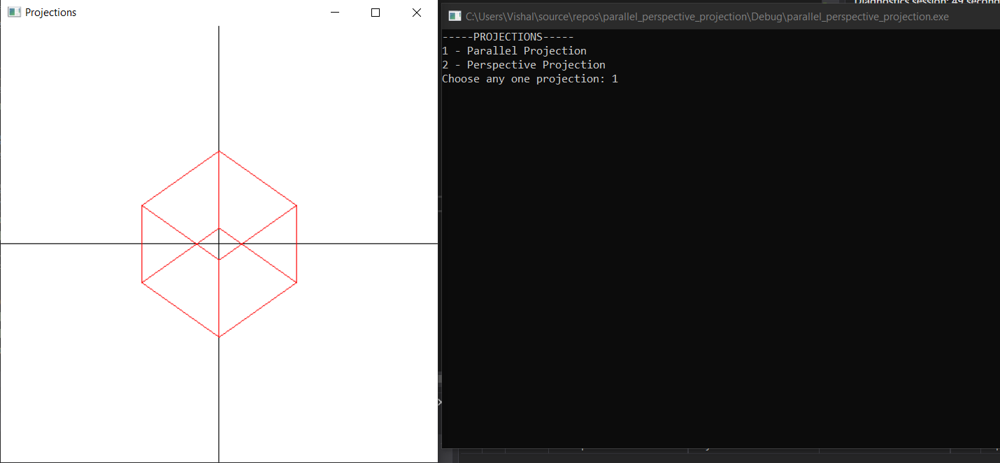 Projections
Diagnostics session: 49 second
C:\Users\Vishal\source\repos\parallel_perspective_projection\Debug\parallel_perspective_projection.exe
-----PROJECTIONS-----
1 - Parallel Projection
2 - Perspective Projection
Choose any one projection: 1